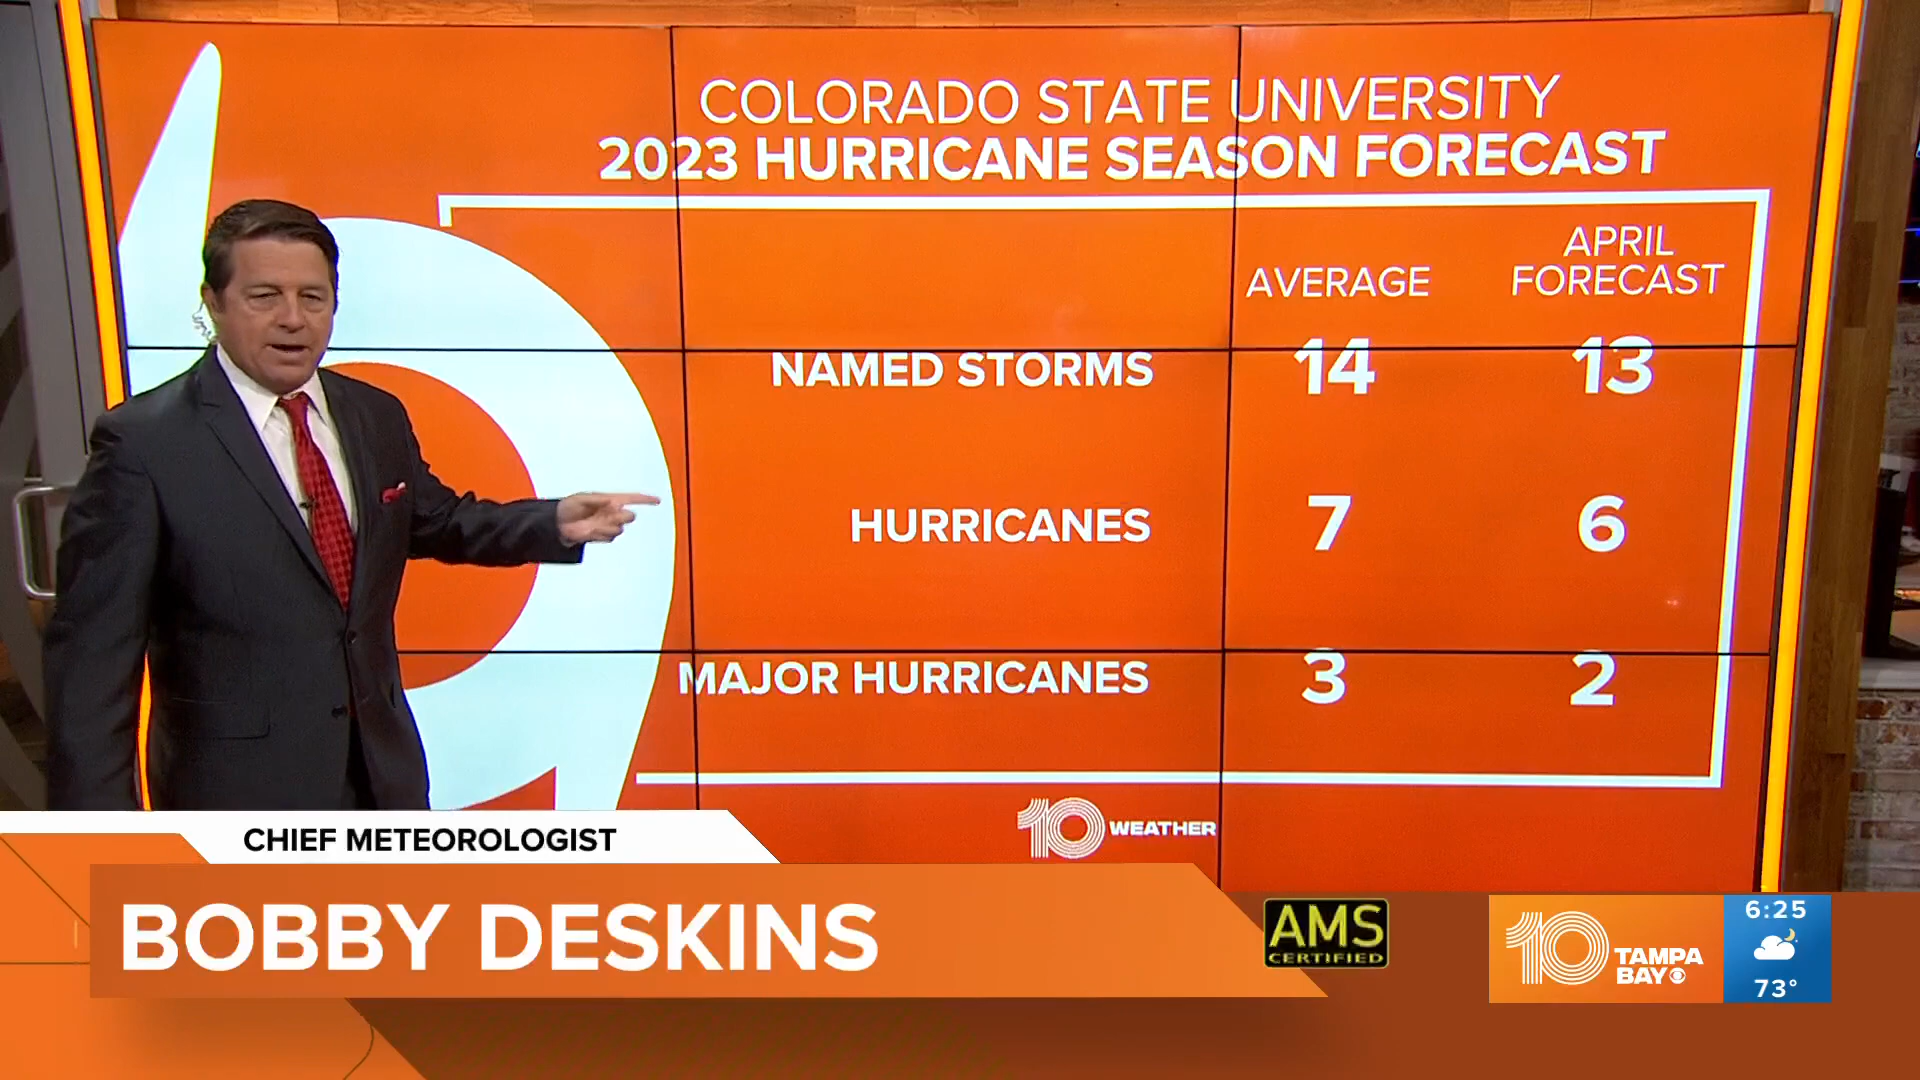 COLORADO STATE UNIVERSITY
2023 HURRICANE SEASON FORECAST
AVERAGE
APRIL
FORECAST
NAMED STORMS 14 13
HURRICANES 7 6
MAJOR HURRICANES 3 2
10 WEATHER
CHIEF METEOROLOGIST
BOBBY DESKINS
AMS
CERTIFIED
10 TAMPA
BAY
6:25
73°